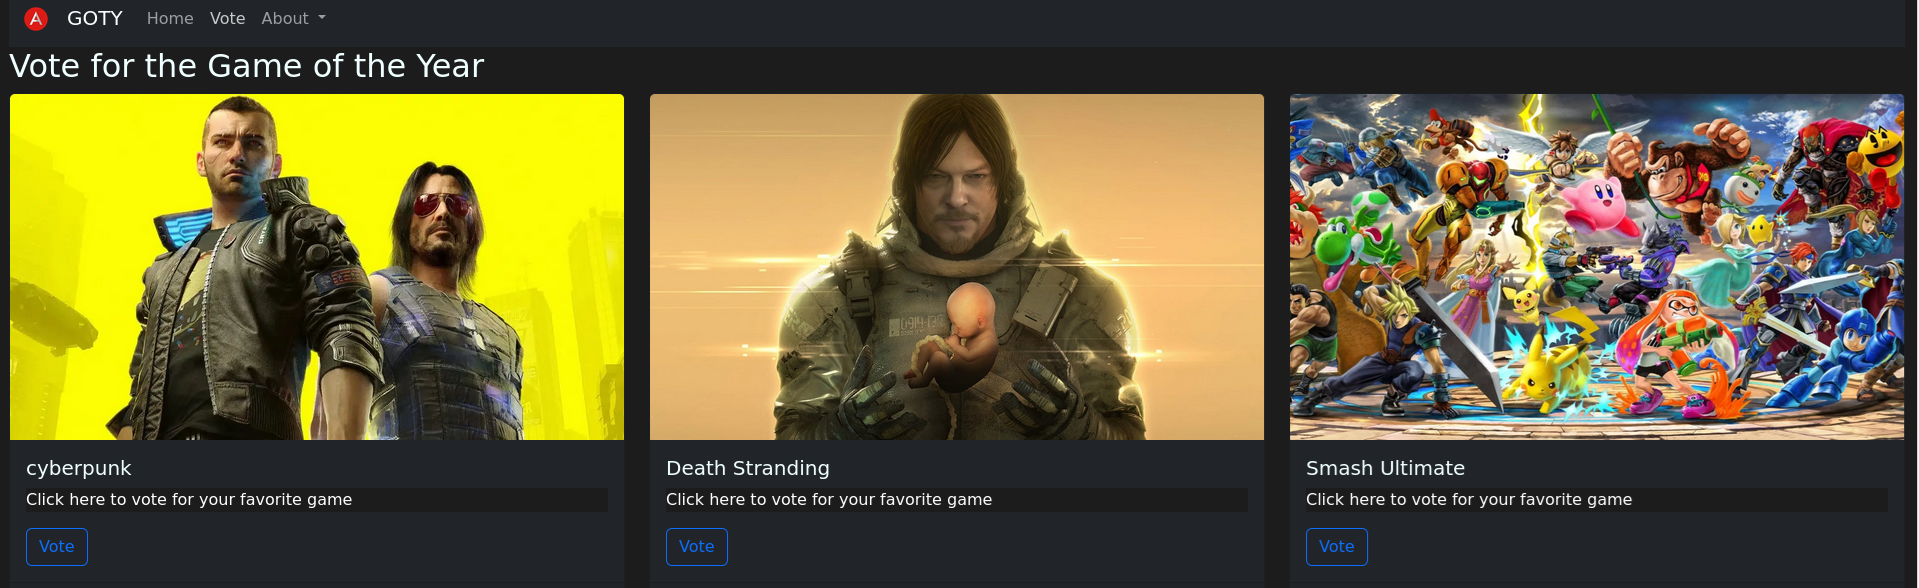 GOTY Home Vote About
Vote for the Game of the Year
cyberpunk
Click here to vote for your favorite game
Vote
Death Stranding
Click here to vote for your favorite game
Vote
Smash Ultimate
Click here to vote for your favorite game
Vote